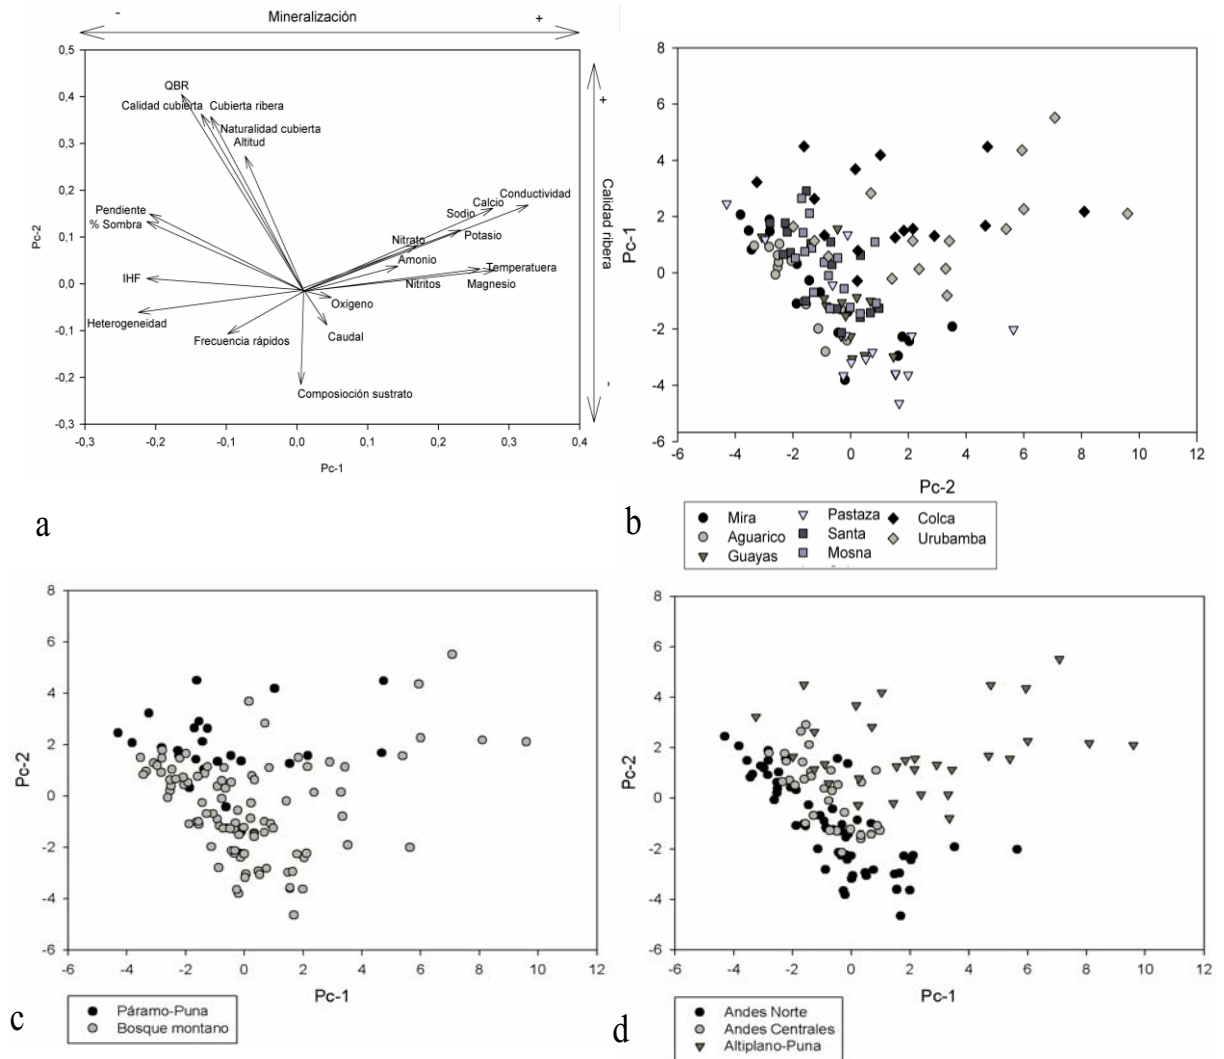 - Mineralización +
0,5
0,4
0,3
0,2
0,1
0,0
-0,1
-0,2
-0,3
Pc-2
QBR
Calidad cubierta Cubierta ribera
Naturalidad cubierta
Altitud
Pendiente
% Sombra
IHF
Heterogeneidad
Frecuencia rápidos
Calcio Conductividad
Sodio
Potasio
Nitrato
Amonio
Temperatuera
Nitritos Magnesio
Oxígeno
Caudal
Composioción sustrato
-0,3 -0,2 -0,1 0,0 0,1 0,2 0,3 0,4
Pc-1
+
Calidad ribera
-
a
8
6
4
2
0
-2
-4
-6
Pc-1
-6 -4 -2 0 2 4 6 8 10 12
Pc-2
Mira Pastaza Colca
Aguarico Santa Urubamba
Guayas Mosna
b
8
6
4
2
0
-2
-4
-6
Pc-2
-6 -4 -2 0 2 4 6 8 10 12
Pc-1
Páramo-Puna
Bosque montano
c
8
6
4
2
0
-2
-4
-6
Pc-2
-6 -4 -2 0 2 4 6 8 10 12
Pc-1
Andes Norte
Andes Centrales
Altiplano-Puna
d